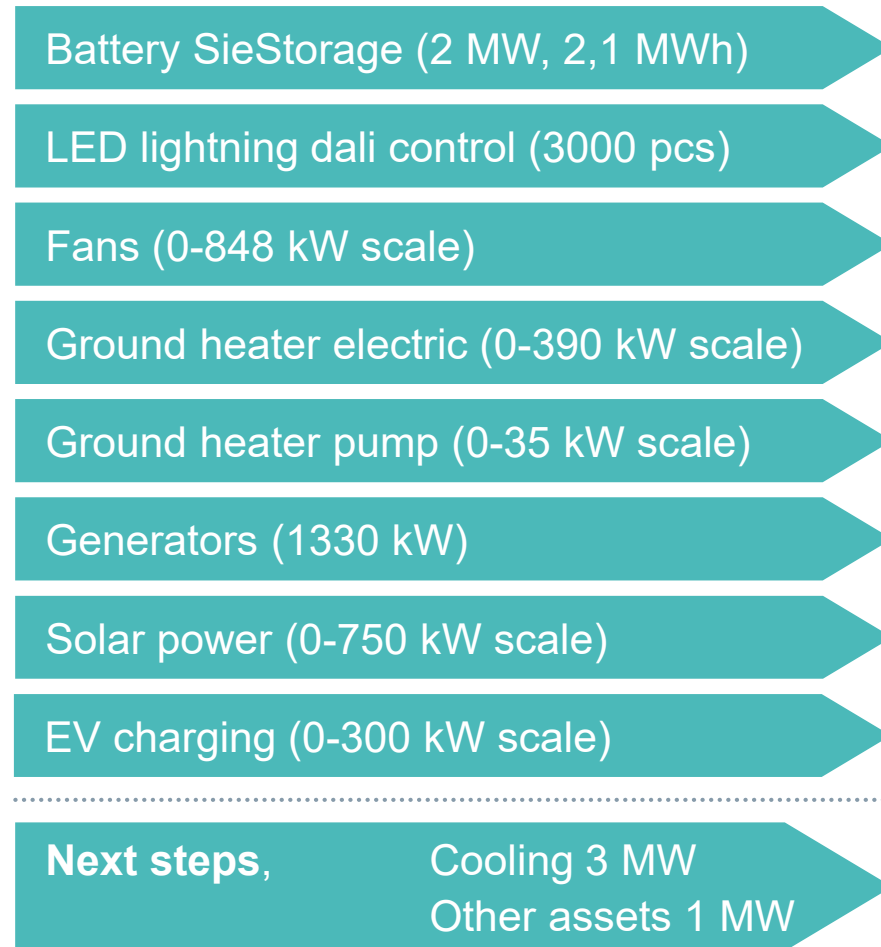 Battery SieStorage (2 MW, 2,1 MWh)
LED lightning dali control (3000 pcs)
Fans (0-848 kW scale)
Ground heater electric (0-390 kW scale)
Ground heater pump (0-35 kW scale)
Generators (1330 kW)
Solar power (0-750 kW scale)
EV charging (0-300 kW scale)
Next steps, Cooling 3 MW
Other assets 1 MW